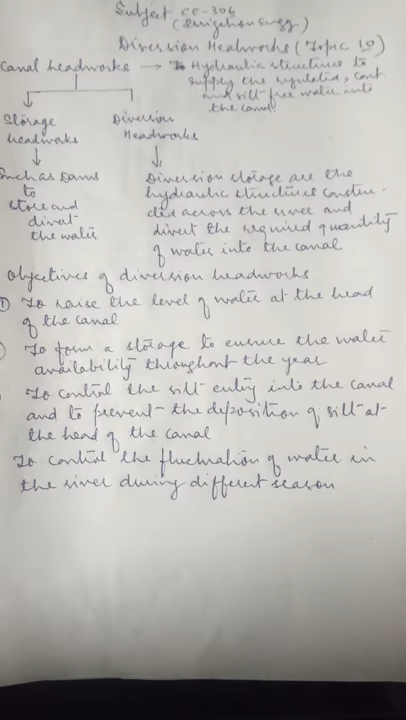 Subject CE-306
(Irrigation engg)
Diversion Headworks (Topic 10)
Canal headworks → Hydraulic structures to
supply the regulated, cont
and silt-free water into
the canal
Storage
headworks
Diversion
Headworks
Such as Dams
to
store and
divert
the water
Diversion storage are the
hydraulic structures constru-
cted across the river and
divert the required quantity
of water into the canal
Objectives of diversion headworks
① To raise the level of water at the head
of the canal
To form a storage to ensure the water
availability throughout the year
To control the silt entry into the canal
and to prevent the deposition of silt at
the head of the canal
To control the fluctuation of water in
the river during different season